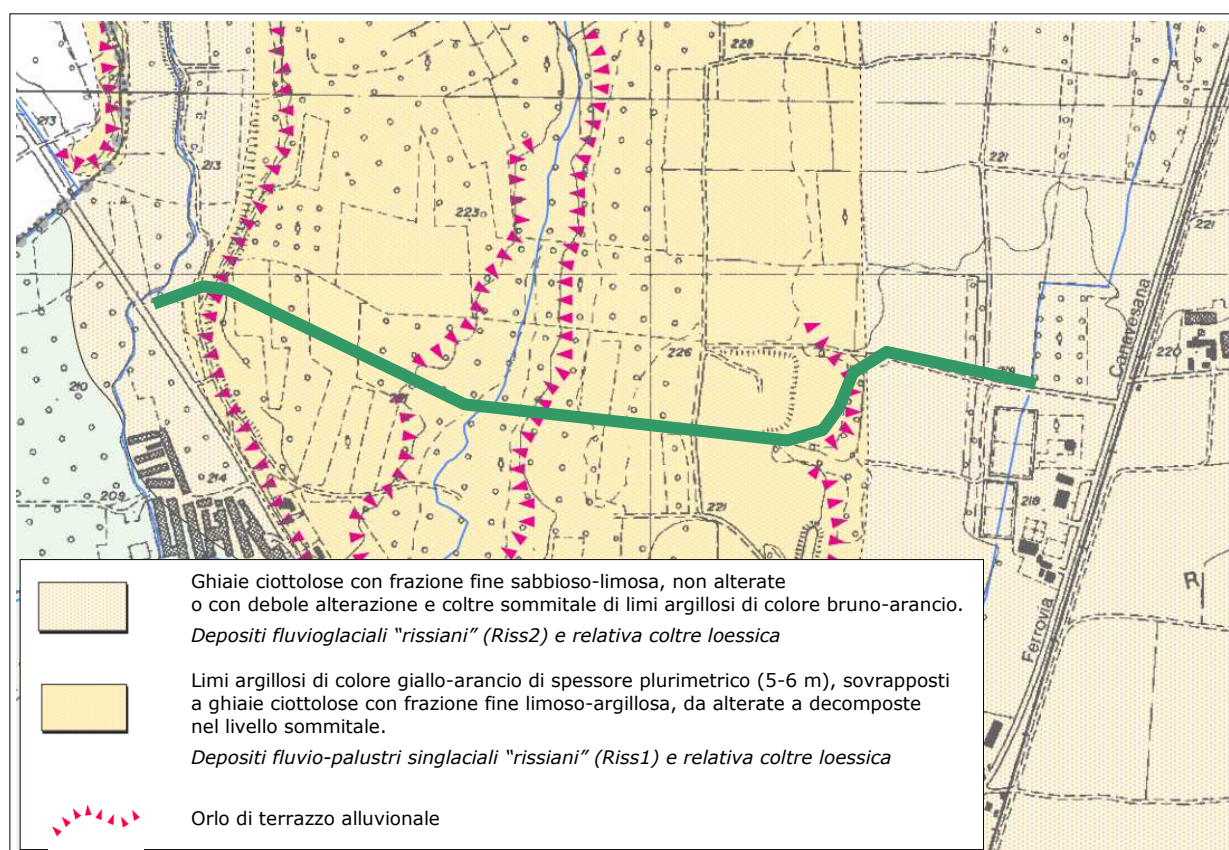 228
213
213
221
223
221
Canavesana
226
220
219
210
214
209
221
218
R
Ferrovia
Ghiaie ciottolose con frazione fine sabbioso-limosa, non alterate
o con debole alterazione e coltre sommitale di limi argillosi di colore bruno-arancio.
Depositi fluvioglaciali “rissiani” (Riss2) e relativa coltre loessica
Limi argillosi di colore giallo-arancio di spessore plurimetrico (5-6 m), sovrapposti
a ghiaie ciottolose con frazione fine limoso-argillosa, da alterate a decomposte
nel livello sommitale.
Depositi fluvio-palustri singlaciali “rissiani” (Riss1) e relativa coltre loessica
Orlo di terrazzo alluvionale